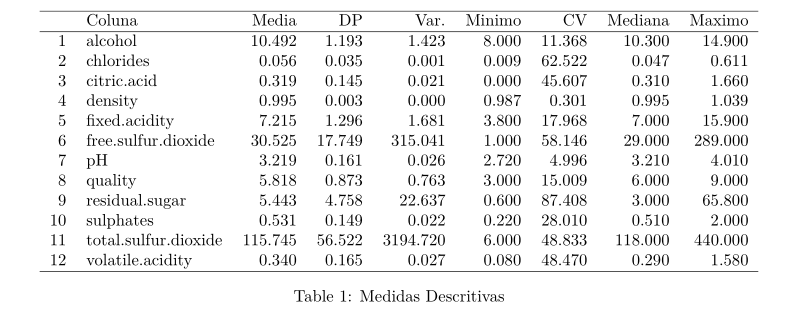 Coluna Media DP Var. Minimo CV Mediana Maximo
1 alcohol 10.492 1.193 1.423 8.000 11.368 10.300 14.900
2 chlorides 0.056 0.035 0.001 0.009 62.522 0.047 0.611
3 citric.acid 0.319 0.145 0.021 0.000 45.607 0.310 1.660
4 density 0.995 0.003 0.000 0.987 0.301 0.995 1.039
5 fixed.acidity 7.215 1.296 1.681 3.800 17.968 7.000 15.900
6 free.sulfur.dioxide 30.525 17.749 315.041 1.000 58.146 29.000 289.000
7 pH 3.219 0.161 0.026 2.720 4.996 3.210 4.010
8 quality 5.818 0.873 0.763 3.000 15.009 6.000 9.000
9 residual.sugar 5.443 4.758 22.637 0.600 87.408 3.000 65.800
10 sulphates 0.531 0.149 0.022 0.220 28.010 0.510 2.000
11 total.sulfur.dioxide 115.745 56.522 3194.720 6.000 48.833 118.000 440.000
12 volatile.acidity 0.340 0.165 0.027 0.080 48.470 0.290 1.580
Table 1: Medidas Descritivas